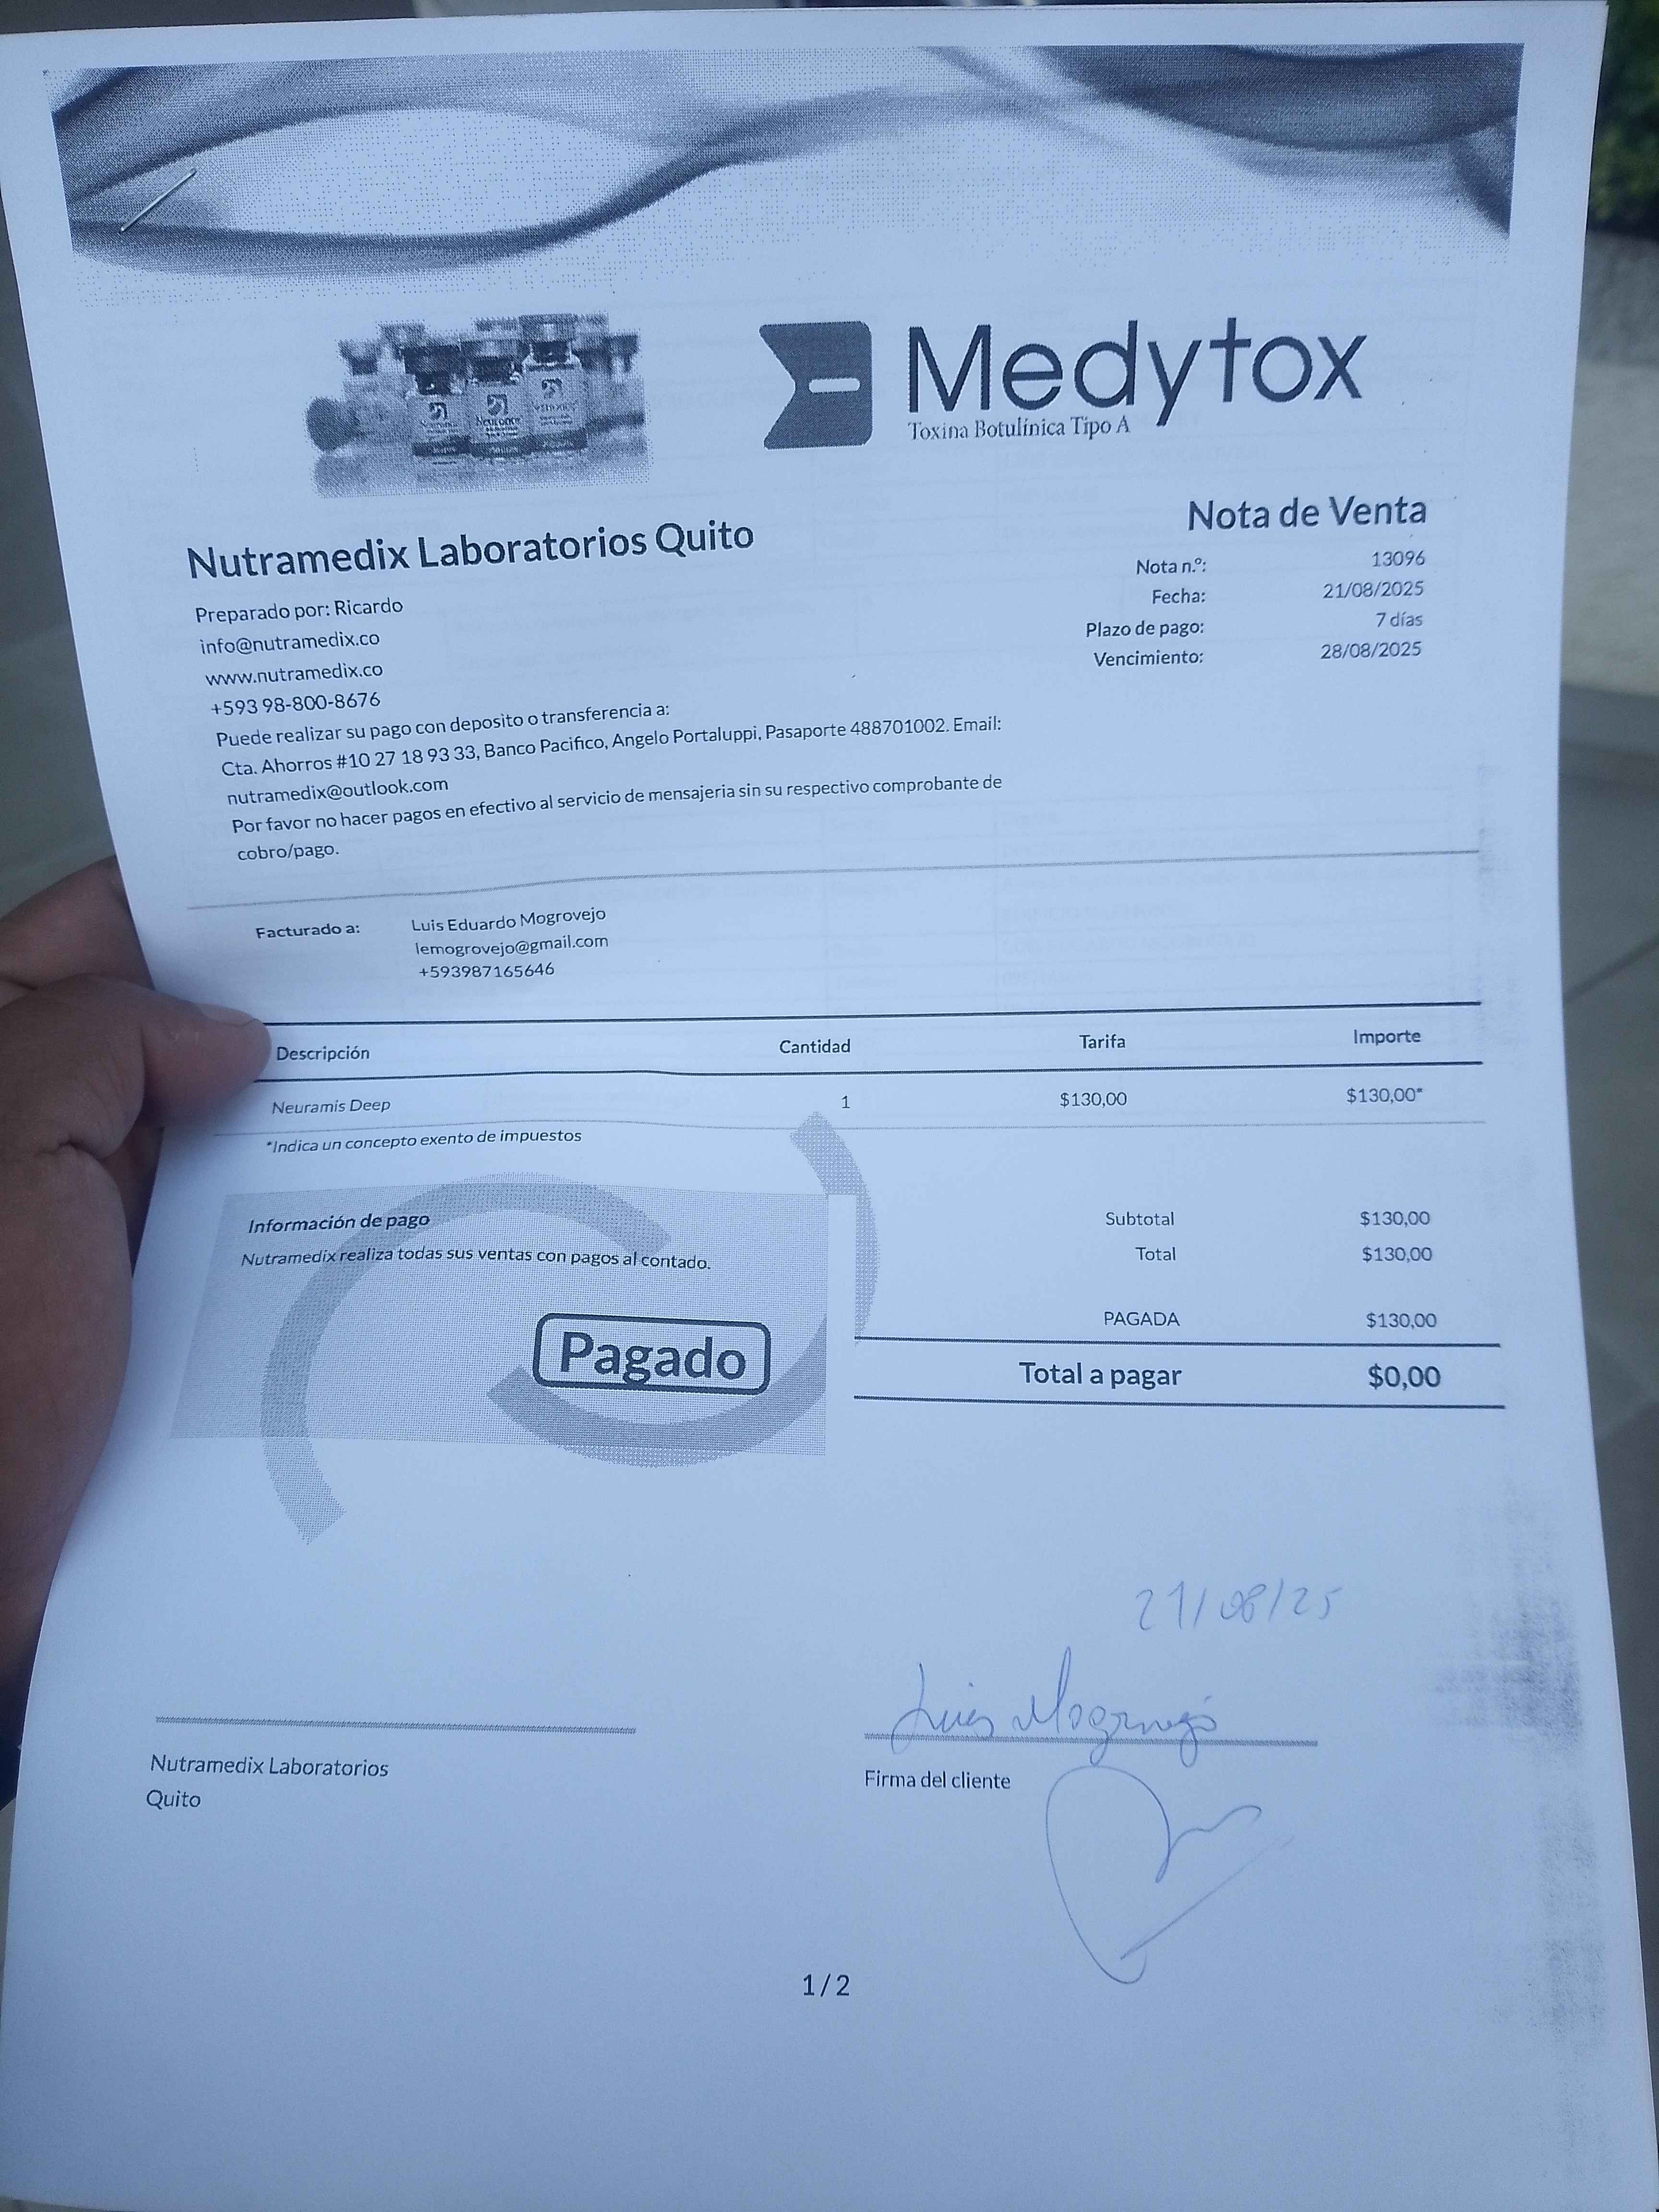 Medytox
Toxina Botulínica Tipo A
Nota de Venta
Nota n.º: 13096
Fecha: 21/08/2025
Plazo de pago: 7 días
Vencimiento: 28/08/2025
Nutramedix Laboratorios Quito
Preparado por: Ricardo
info@nutramedix.co
www.nutramedix.co
+593 98-800-8676
Puede realizar su pago con deposito o transferencia a:
Cta. Ahorros #10 27 18 93 33, Banco Pacifico, Angelo Portaluppi, Pasaporte 488701002. Email:
nutramedix@outlook.com
Por favor no hacer pagos en efectivo al servicio de mensajeria sin su respectivo comprobante de
cobro/pago.
Facturado a: Luis Eduardo Mogrovejo
lemogrovejo@gmail.com
+593987165646
Descripción Cantidad Tarifa Importe
Neuramis Deep 1 $130,00 $130,00*
*Indica un concepto exento de impuestos
Información de pago
Nutramedix realiza todas sus ventas con pagos al contado.
Pagado
Subtotal $130,00
Total $130,00
PAGADA $130,00
Total a pagar $0,00
21/08/25
Luis Mogrovejo
Nutramedix Laboratorios
Quito
Firma del cliente
1 / 2